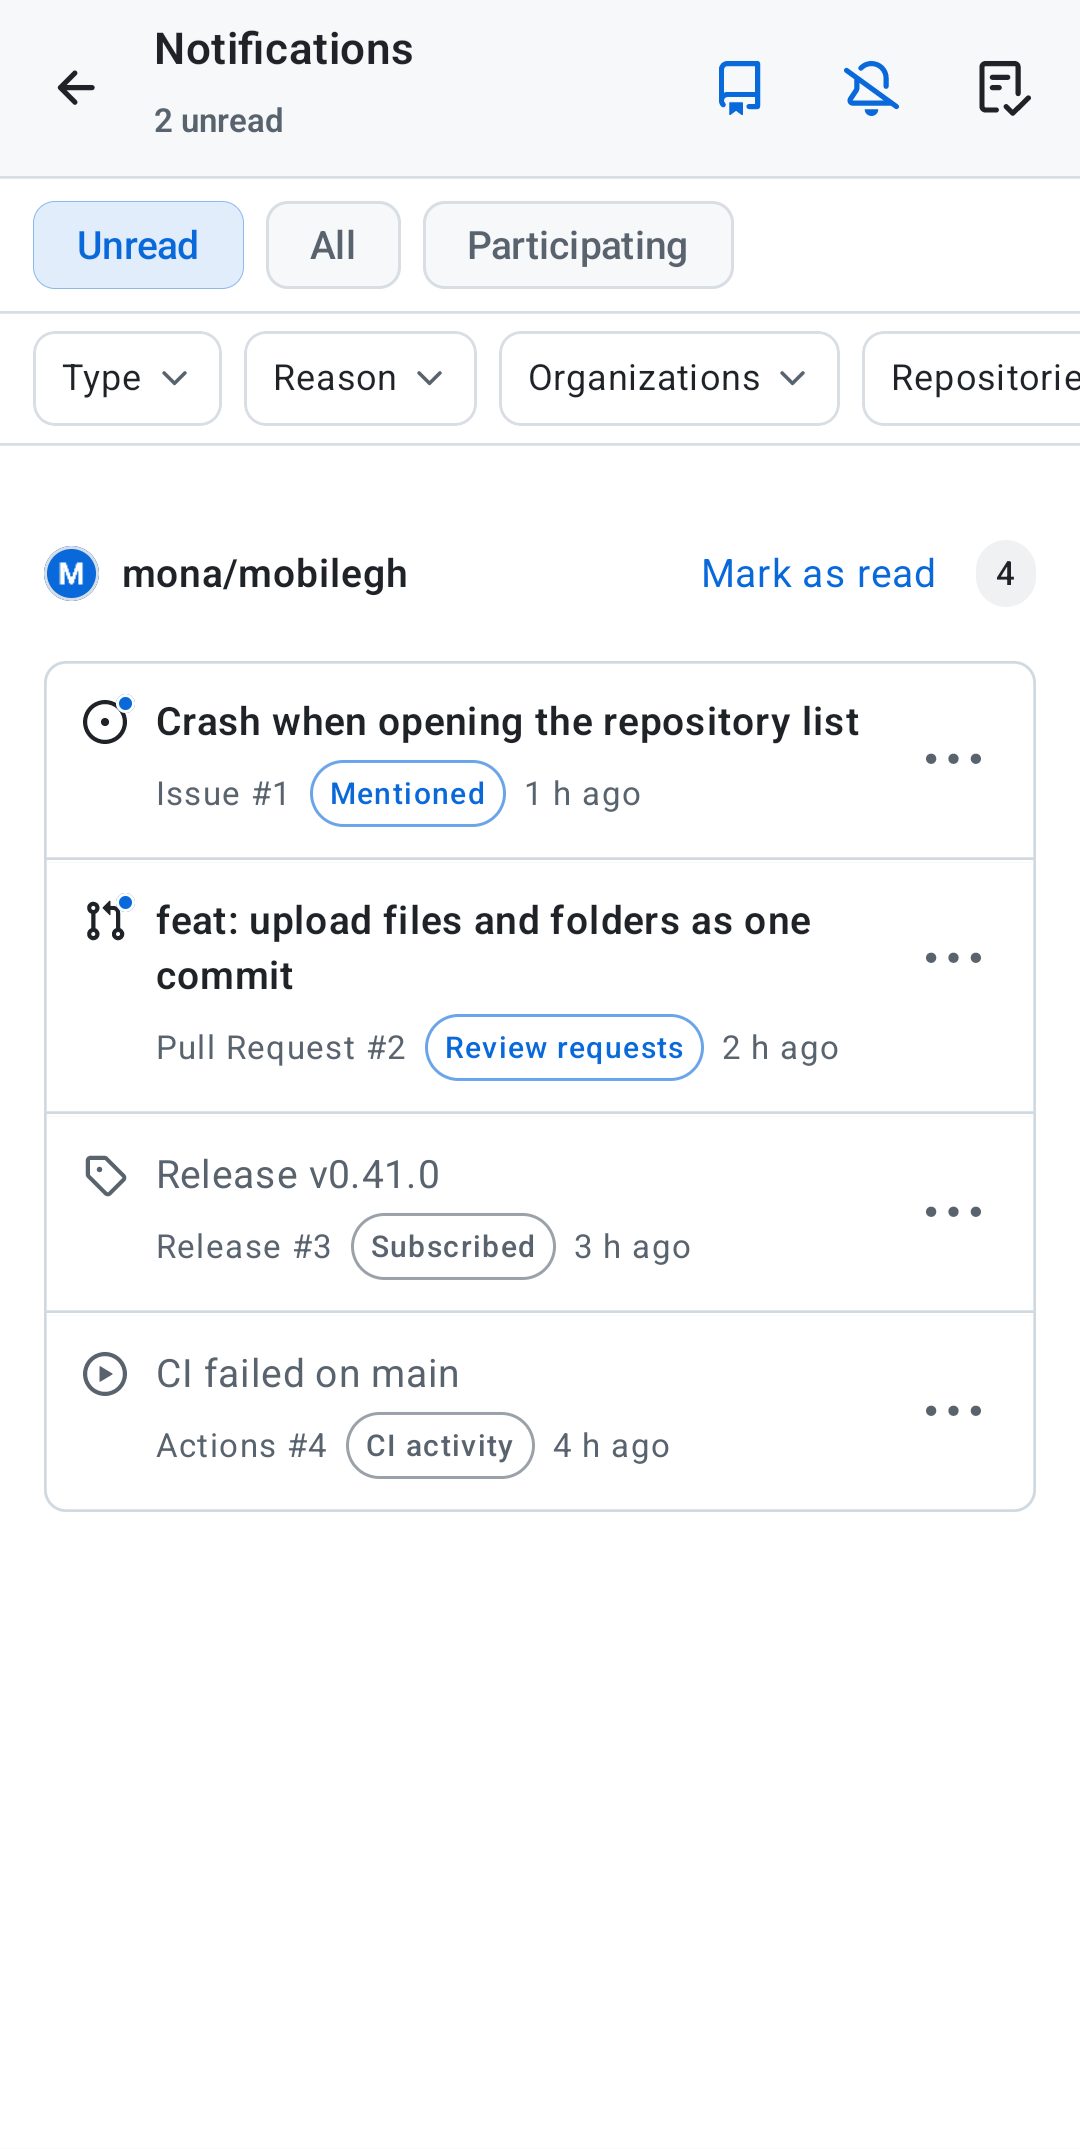 Notifications
2 unread
Unread
All
Participating
Type
Reason
Organizations
Repositorie
M
mona/mobilegh
Mark as read
4
Crash when opening the repository list
Issue #1
Mentioned
1 h ago
feat: upload files and folders as one
commit
Pull Request #2
Review requests
2 h ago
Release v0.41.0
Release #3
Subscribed
3 h ago
CI failed on main
Actions #4
CI activity
4 h ago